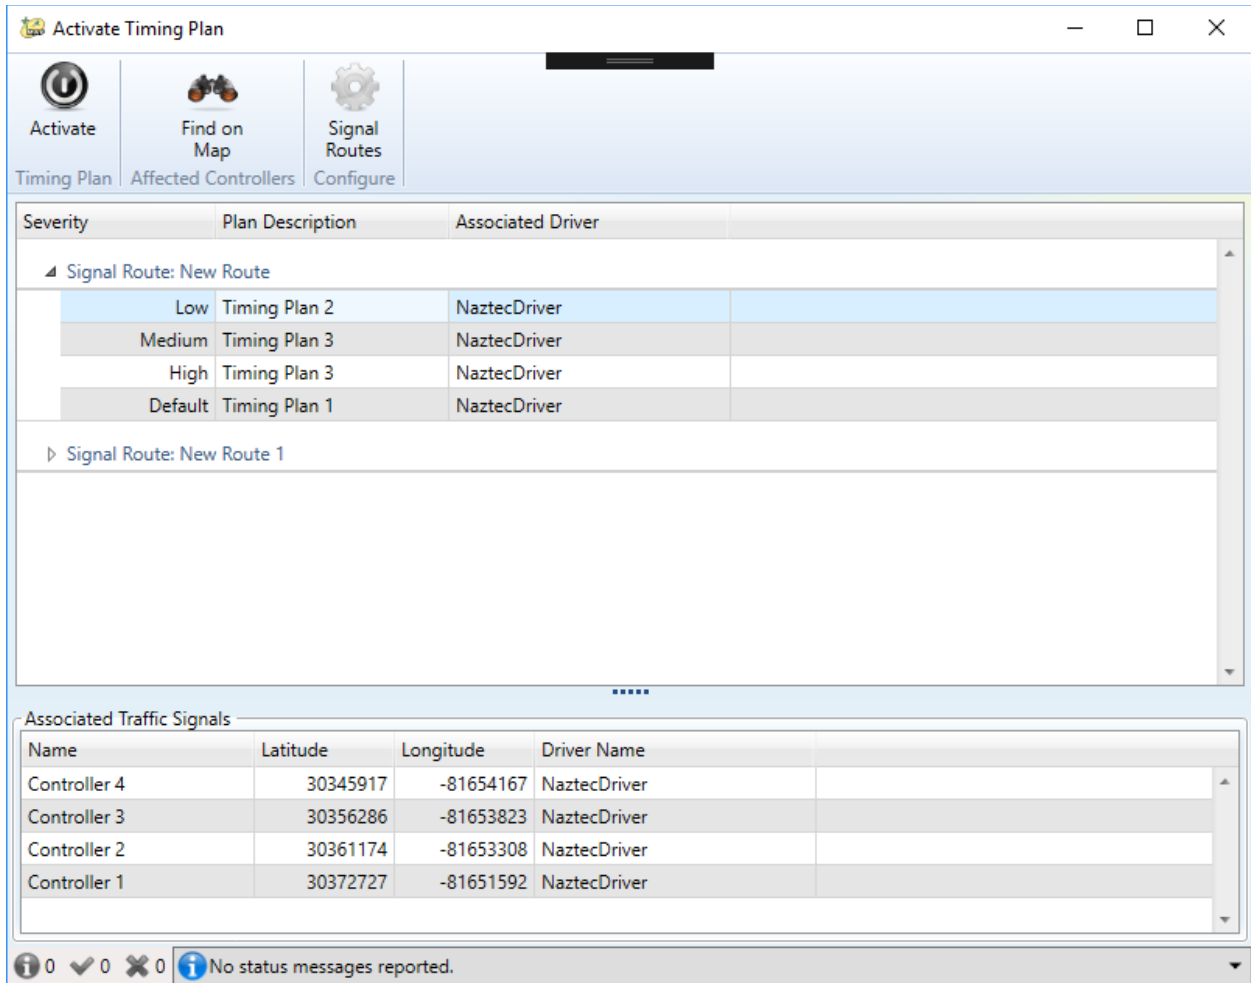 Activate Timing Plan
Activate
Find on
Map
Signal
Routes
Timing Plan
Affected Controllers
Configure
Severity Plan Description Associated Driver
Signal Route: New Route
Low Timing Plan 2 NaztecDriver
Medium Timing Plan 3 NaztecDriver
High Timing Plan 3 NaztecDriver
Default Timing Plan 1 NaztecDriver
Signal Route: New Route 1
Associated Traffic Signals
Name Latitude Longitude Driver Name
Controller 4 30345917 -81654167 NaztecDriver
Controller 3 30356286 -81653823 NaztecDriver
Controller 2 30361174 -81653308 NaztecDriver
Controller 1 30372727 -81651592 NaztecDriver
0 0 0 No status messages reported.